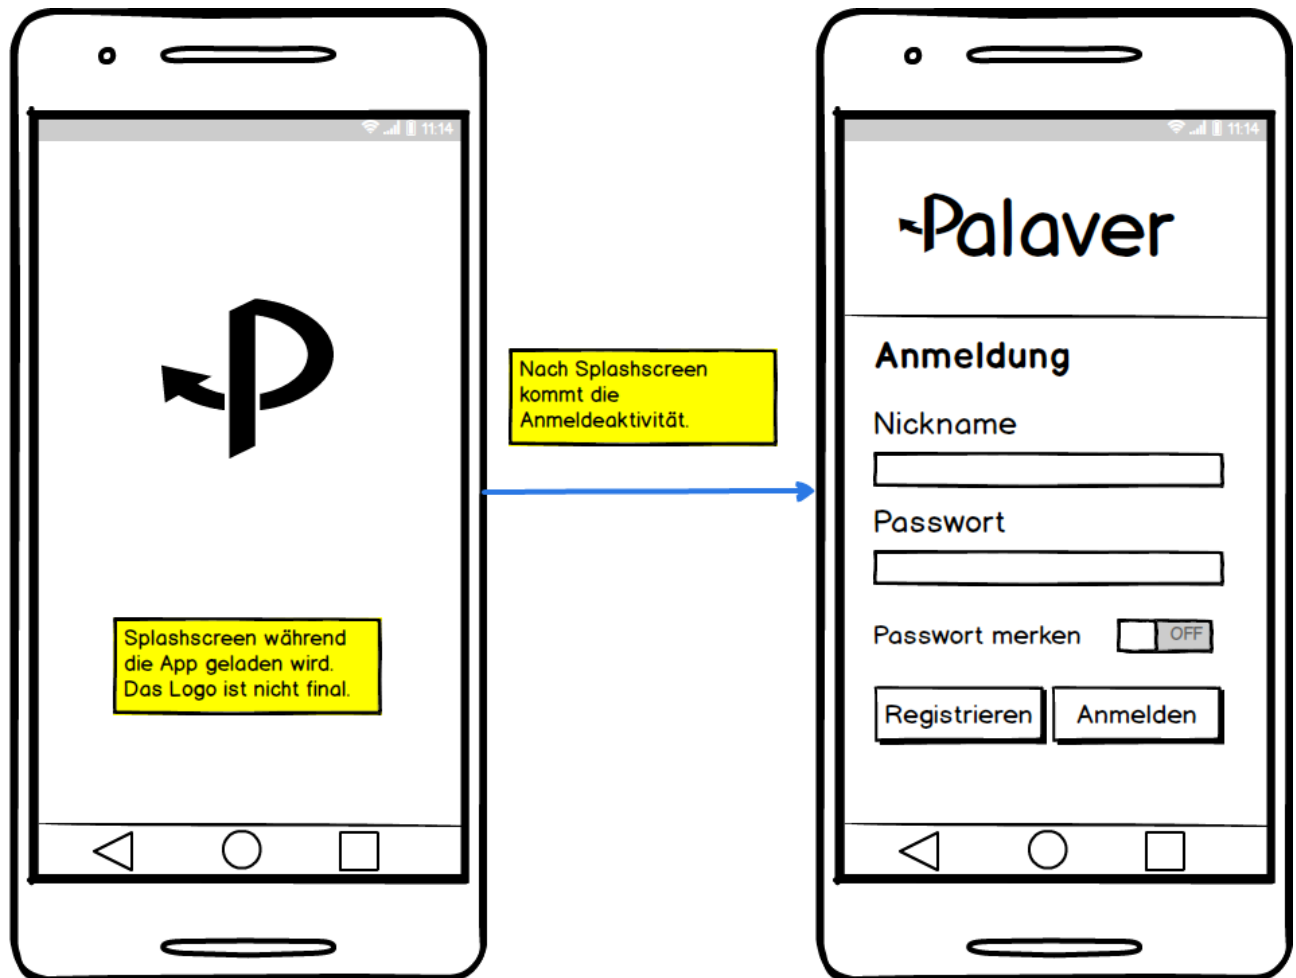 11:14
Splashscreen während
die App geladen wird.
Das Logo ist nicht final.
Nach Splashscreen
kommt die
Anmeldeaktivität.
11:14
Palaver
Anmeldung
Nickname
Passwort
Passwort merken
OFF
Registrieren
Anmelden